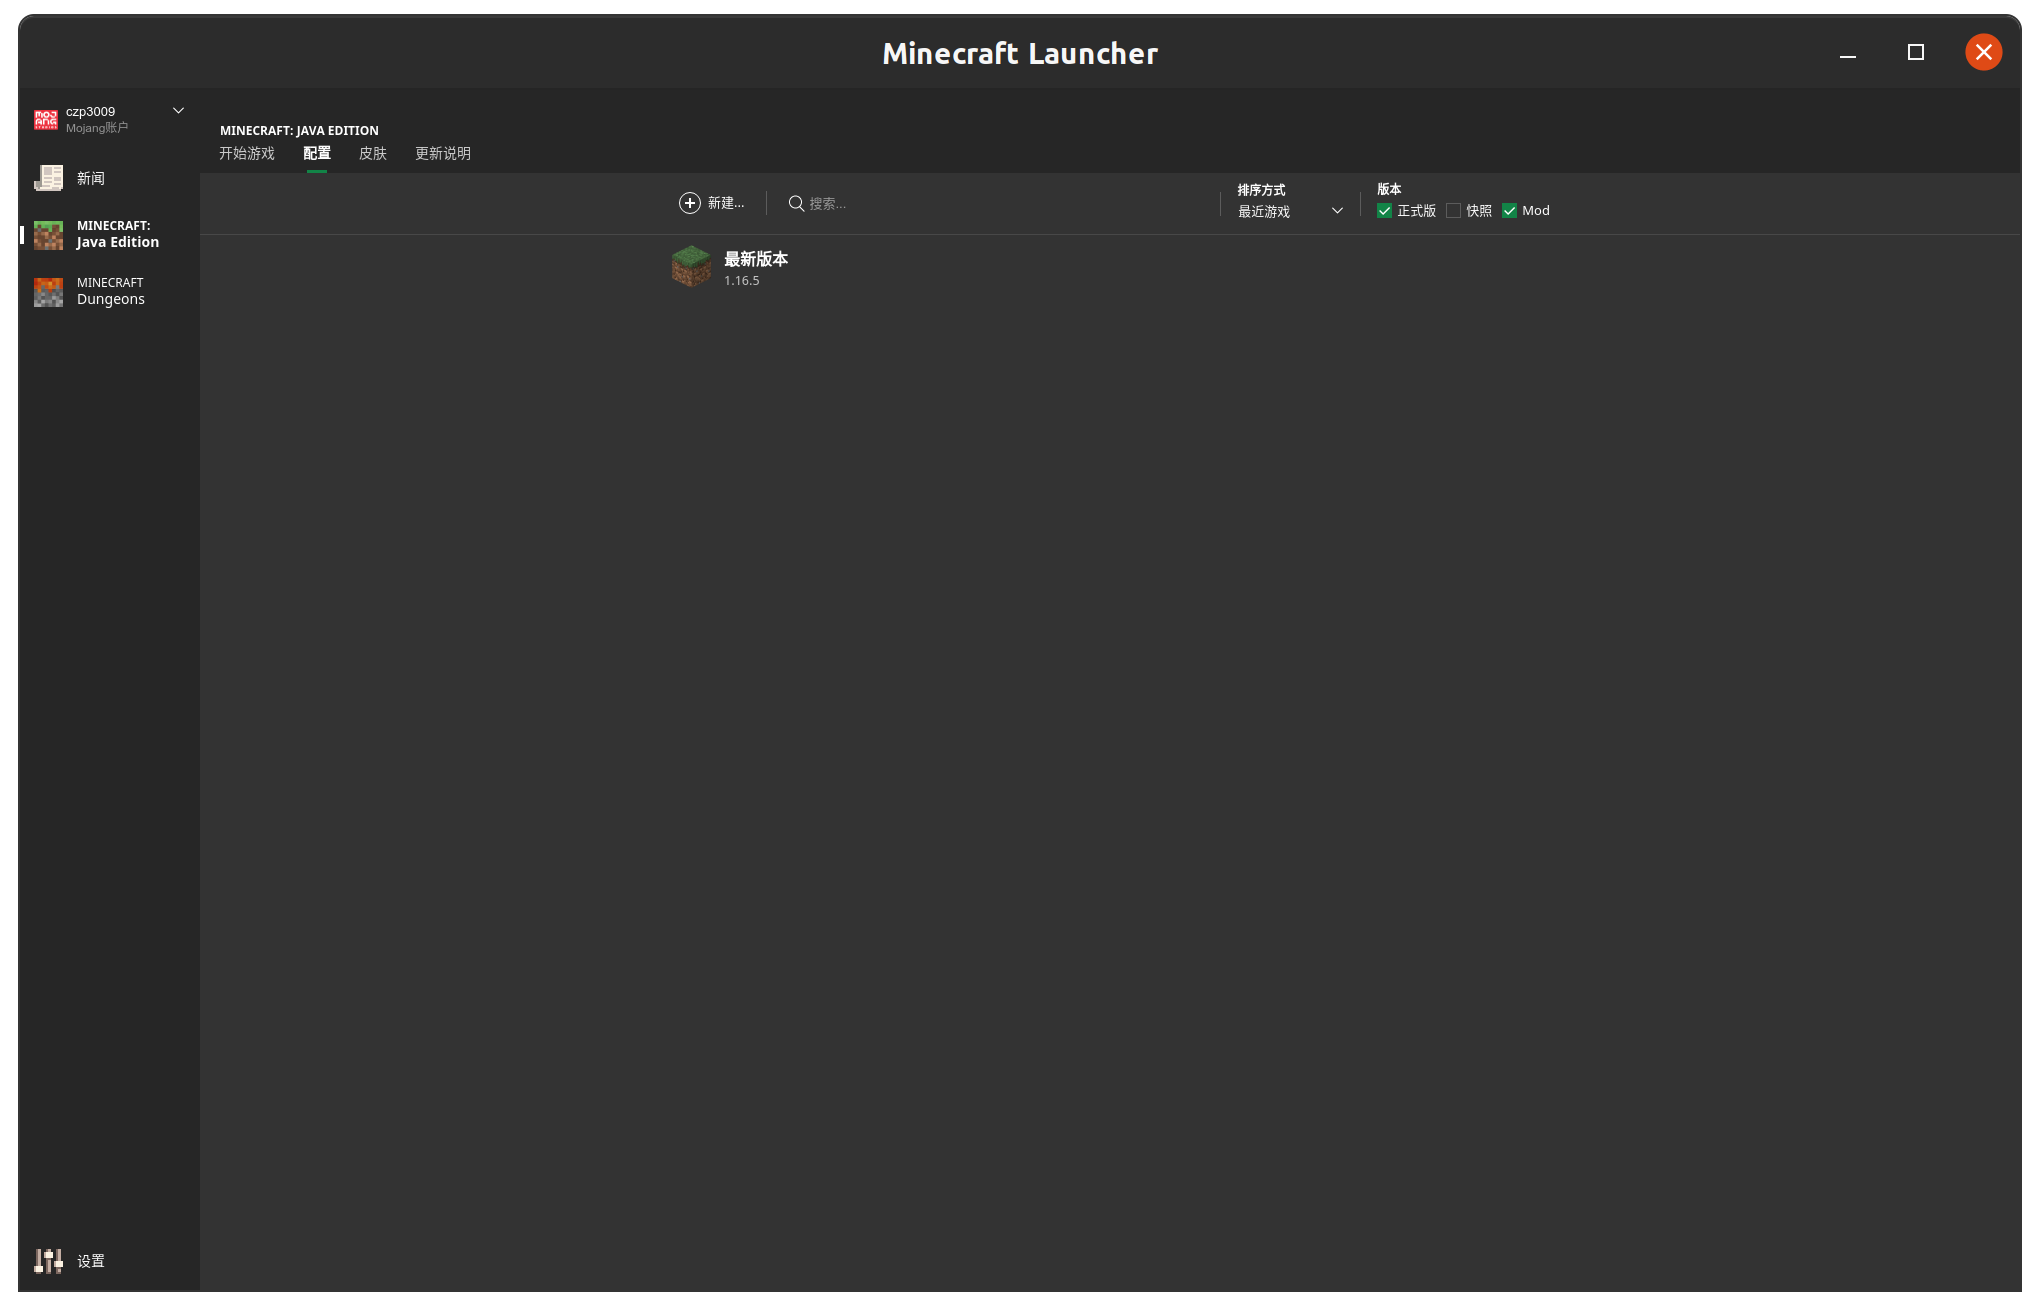 Minecraft Launcher
czp3009
Mojang账户
新闻
MINECRAFT:
Java Edition
MINECRAFT
Dungeons
设置
MINECRAFT: JAVA EDITION
开始游戏 配置 皮肤 更新说明
新建... 搜索...
排序方式
最近游戏
版本
正式版 快照 Mod
最新版本
1.16.5